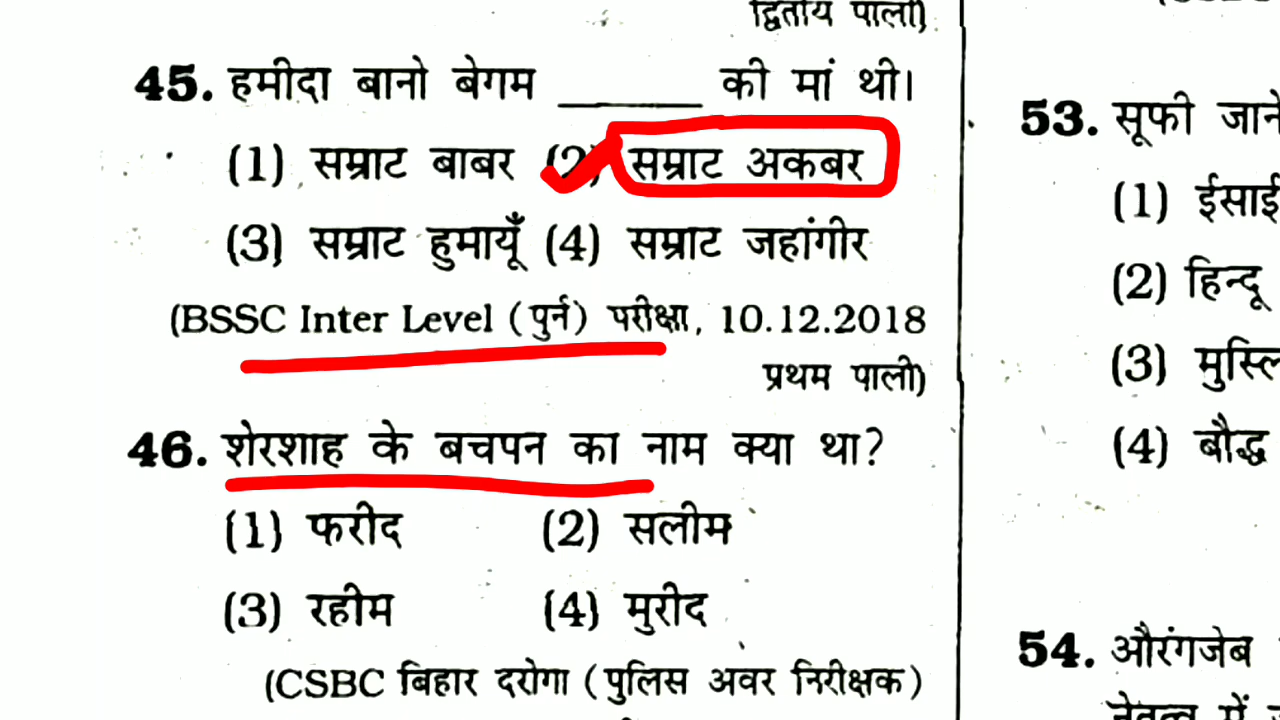 द्वितीय पाली)
45. हमीदा बानो बेगम ______ की मां थी।
(1) सम्राट बाबर (2) सम्राट अकबर
(3) सम्राट हुमायूँ (4) सम्राट जहांगीर
(BSSC Inter Level (पुर्न) परीक्षा, 10.12.2018
प्रथम पाली)
46. शेरशाह के बचपन का नाम क्या था?
(1) फरीद (2) सलीम
(3) रहीम (4) मुरीद
(CSBC बिहार दरोगा (पुलिस अवर निरीक्षक)
53. सूफी
(1) ईसाई
(2) हिन्दू
(3)
(4) बौद्ध
54. औरंगजेब